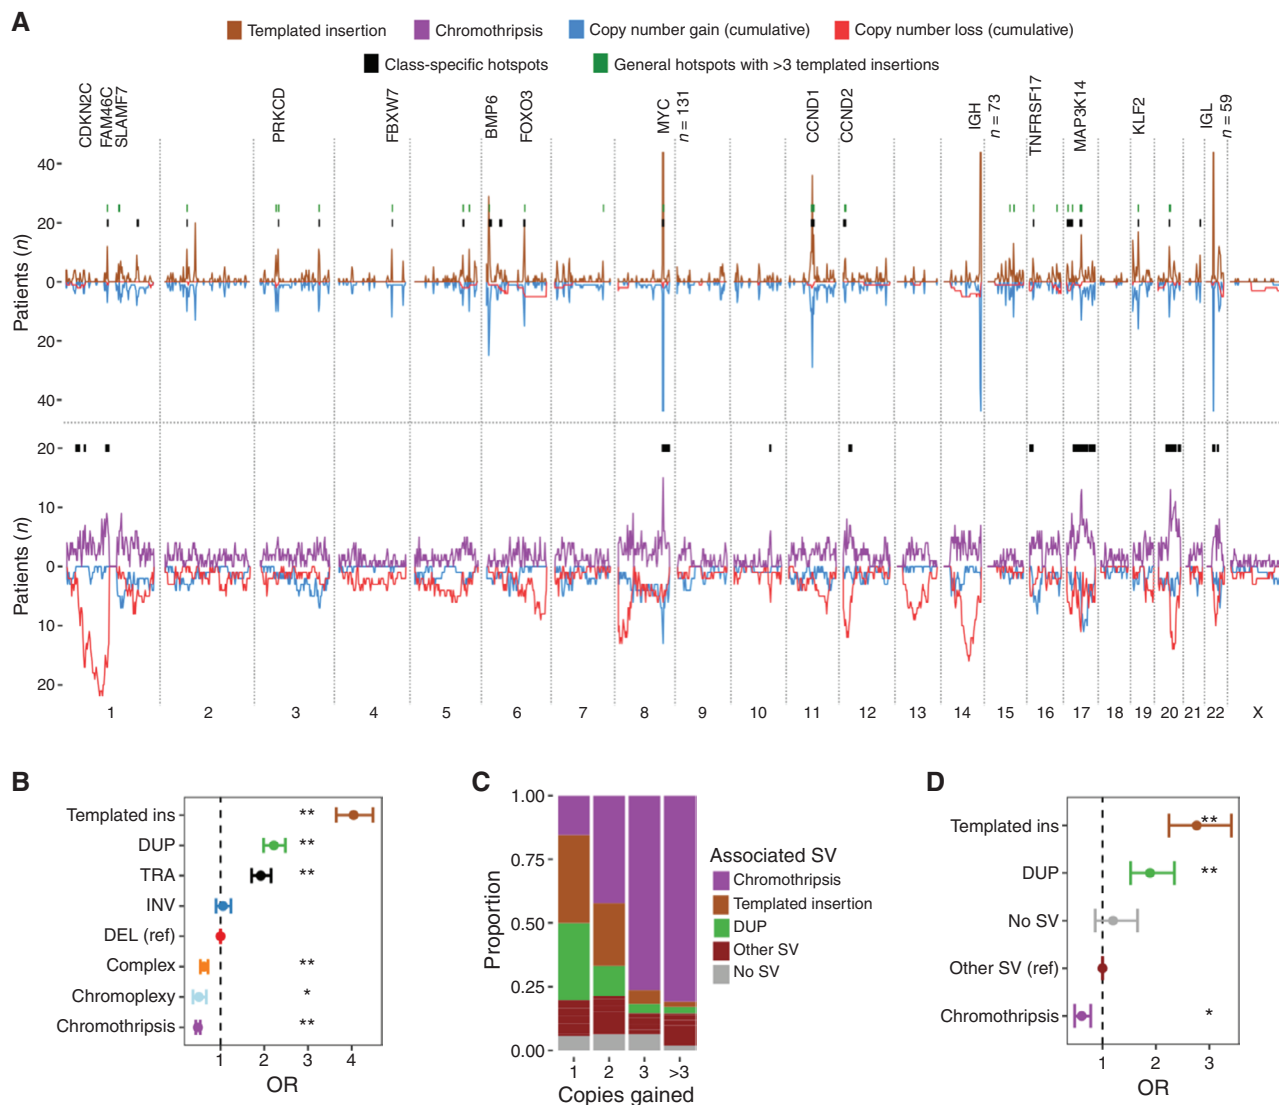 A
Templated insertion
Chromothripsis
Copy number gain (cumulative)
Copy number loss (cumulative)
Class-specific hotspots
General hotspots with >3 templated insertions
CDKN2C
FAM46C
SLAMF7
PRKCD
FBXW7
BMP6
FOXO3
MYC
n = 131
CCND1
CCND2
IGH
n = 73
TNFRSF17
MAP3K14
KLF2
IGL
n = 59
Patients (n)
40
20
0
20
40
Patients (n)
20
10
0
10
20
1 2 3 4 5 6 7 8 9 10 11 12 13 14 15 16 17 18 19 20 21 22 X
B
Templated ins **
DUP **
TRA **
INV
DEL (ref)
Complex **
Chromoplexy *
Chromothripsis **
1 2 3 4
OR
C
Proportion
1.00
0.75
0.50
0.25
0.00
1 2 3 >3
Copies gained
Associated SV
Chromothripsis
Templated insertion
DUP
Other SV
No SV
D
Templated ins **
DUP **
No SV
Other SV (ref)
Chromothripsis *
1 2 3
OR